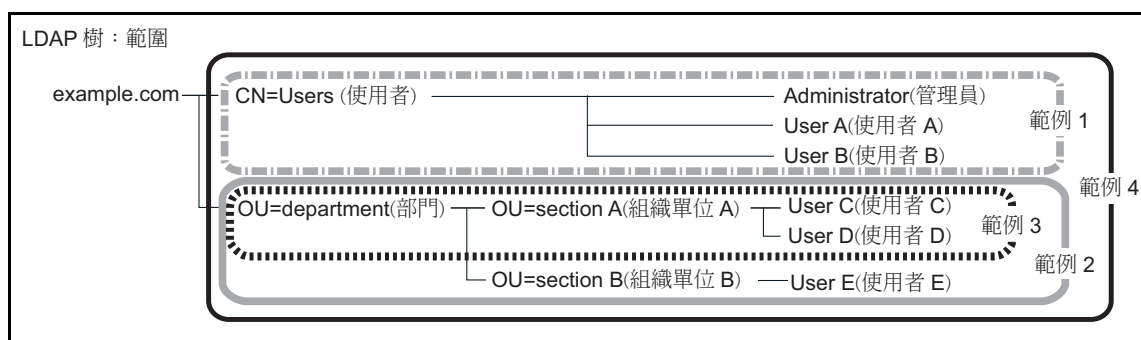 LDAP 樹：範圍
example.com
CN=Users (使用者)
Administrator(管理員)
User A(使用者 A)
User B(使用者 B)
範例 1
範例 4
OU=department(部門)
OU=section A(組織單位 A)
User C(使用者 C)
User D(使用者 D)
範例 3
OU=section B(組織單位 B)
User E(使用者 E)
範例 2